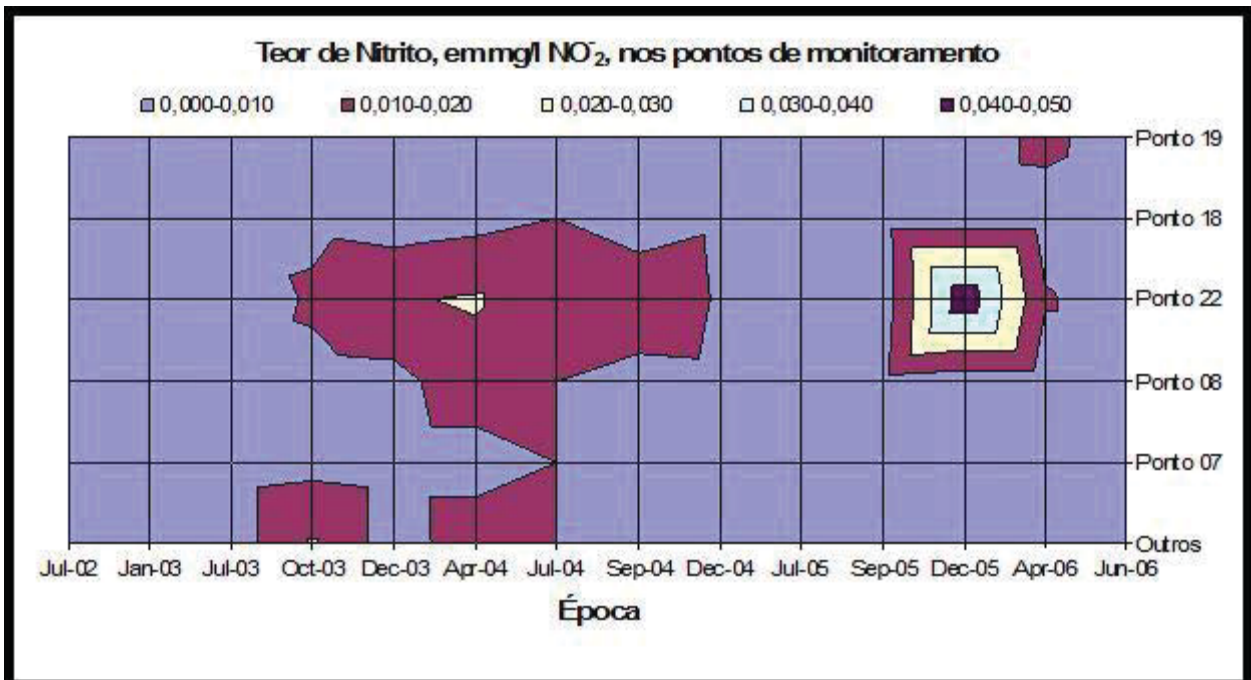 Teor de Nitrito, em mg/l NO⁻₂, nos pontos de monitoramento
0,000-0,010 0,010-0,020 0,020-0,030 0,030-0,040 0,040-0,050
Ponto 19
Ponto 18
Ponto 22
Ponto 08
Ponto 07
Outros
Jul-02 Jan-03 Jul-03 Oct-03 Dec-03 Apr-04 Jul-04 Sep-04 Dec-04 Jul-05 Sep-05 Dec-05 Apr-06 Jun-06
Época